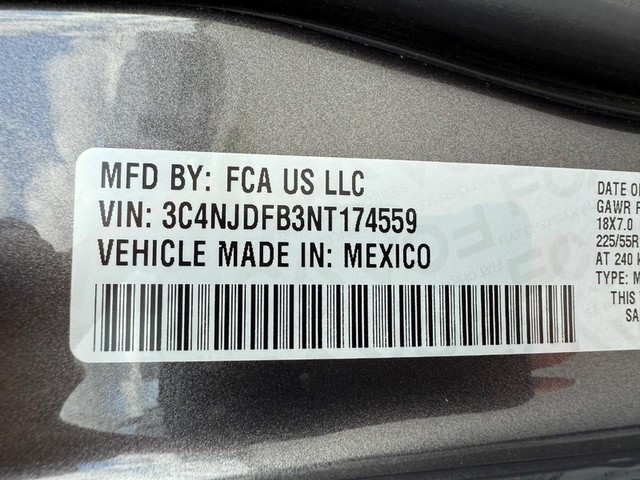 MFD BY: FCA US LLC
VIN: 3C4NJDFB3NT174559
VEHICLE MADE IN: MEXICO
DATE O
GAWR F
18X7.0
225/55R
AT 240 k
TYPE: M
THIS
SA